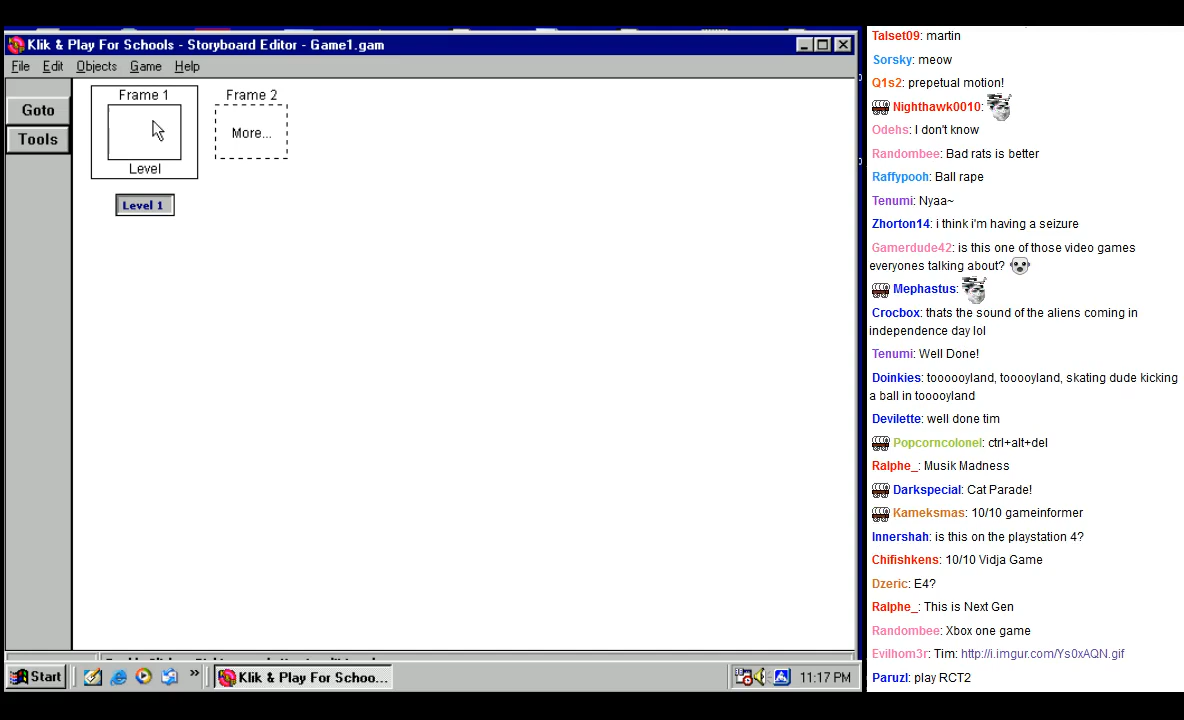 Klik & Play For Schools - Storyboard Editor - Game1.gam
File Edit Objects Game Help
Goto
Tools
Frame 1
Level
Frame 2
More...
Level 1
Start
Klik & Play For Schoo...
11:17 PM
Talset09: martin
Sorsky: meow
Q1s2: prepetual motion!
Nighthawk0010:
Odehs: I don't know
Randombee: Bad rats is better
Raffypooh: Ball rape
Tenumi: Nyaa~
Zhorton14: i think i'm having a seizure
Gamerdude42: is this one of those video games
everyones talking about?
Mephastus:
Crocbox: thats the sound of the aliens coming in
independence day lol
Tenumi: Well Done!
Doinkies: toooooyland, tooooyland, skating dude kicking
a ball in tooooyland
Devilette: well done tim
Popcorncolonel: ctrl+alt+del
Ralphe_: Musik Madness
Darkspecial: Cat Parade!
Kameksmas: 10/10 gameinformer
Innershah: is this on the playstation 4?
Chifishkens: 10/10 Vidja Game
Dzeric: E4?
Ralphe_: This is Next Gen
Randombee: Xbox one game
Evilhom3r: Tim: http://i.imgur.com/Ys0xAQN.gif
Paruzl: play RCT2